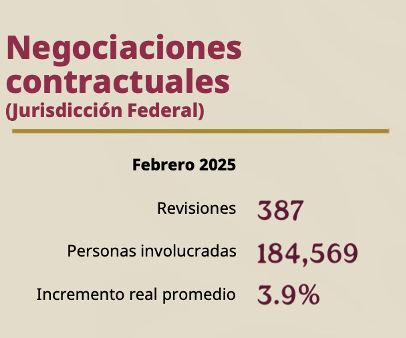 Negociaciones
contractuales
(Jurisdicción Federal)
Febrero 2025
Revisiones 387
Personas involucradas 184,569
Incremento real promedio 3.9%